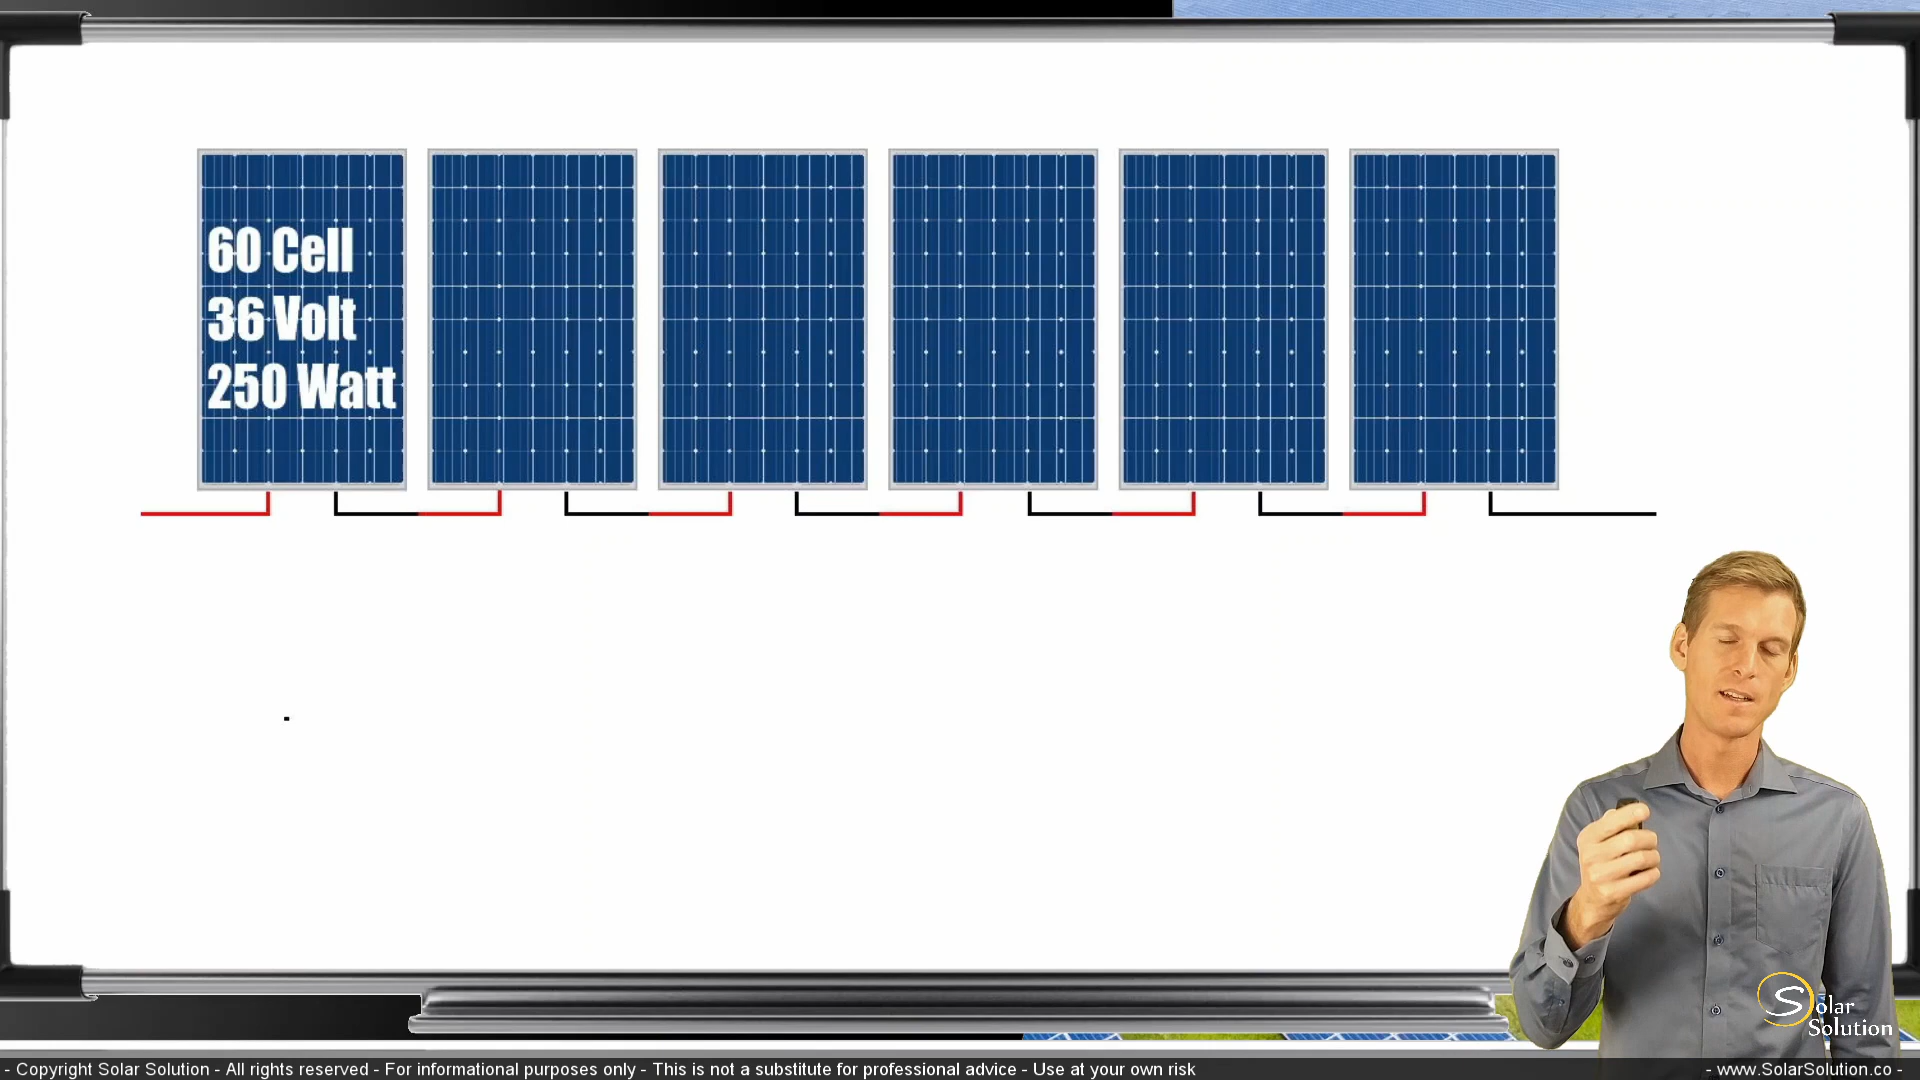 60 Cell
36 Volt
250 Watt
Solar
Solution
- Copyright Solar Solution - All rights reserved - For informational purposes only - This is not a substitute for professional advice - Use at your own risk
- www.SolarSolution.co -